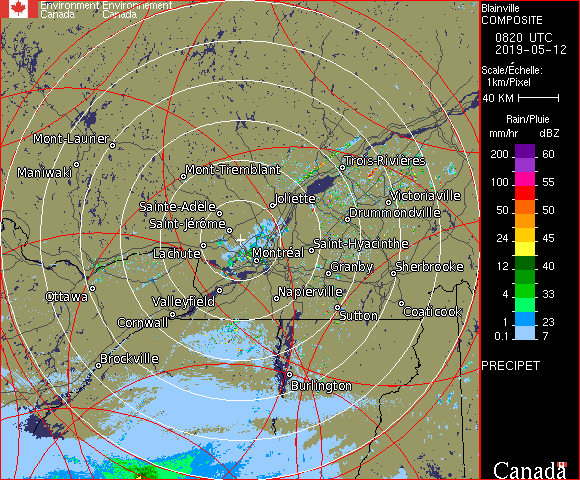 Environment Environnement
Canada Canada
Blainville
COMPOSITE
0820 UTC
2019-05-12
Scale/Échelle:
1km/Pixel
40 KM
Rain/Pluie
mm/hr dBZ
200 60
100 55
50 50
24 45
12 40
4 33
1 23
0.1 7
PRECIPET
Canada
Mont-Laurier
Maniwaki
Mont-Tremblant
Trois-Rivières
Sainte-Adèle
Joliette
Victoriaville
Drummondville
Saint-Jérôme
Lachute
Montréal
Saint-Hyacinthe
Granby
Sherbrooke
Ottawa
Valleyfield
Napierville
Cornwall
Sutton
Coaticook
Brockville
Burlington